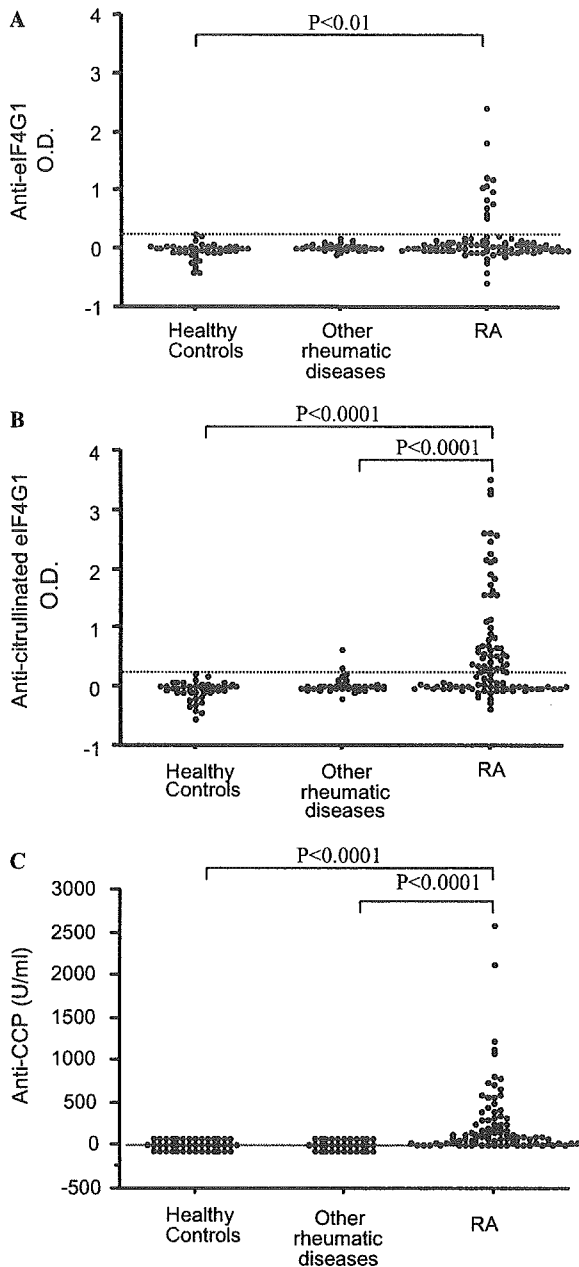 A
P<0.01
Anti-eIF4G1
O.D.
4
3
2
1
0
-1
Healthy
Controls
Other
rheumatic
diseases
RA
B
P<0.0001
P<0.0001
Anti-citrullinated eIF4G1
O.D.
4
3
2
1
0
-1
Healthy
Controls
Other
rheumatic
diseases
RA
C
P<0.0001
P<0.0001
Anti-CCP (U/ml)
3000
2500
2000
1500
1000
500
0
-500
Healthy
Controls
Other
rheumatic
diseases
RA